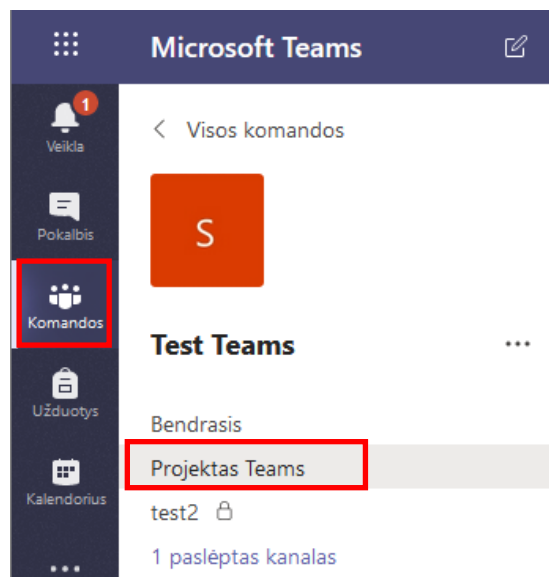 Microsoft Teams
1
Veikla
Pokalbis
Komandos
Užduotys
Kalendorius
Visos komandos
S
Test Teams
Bendrasis
Projektas Teams
test2
1 paslėptas kanalas